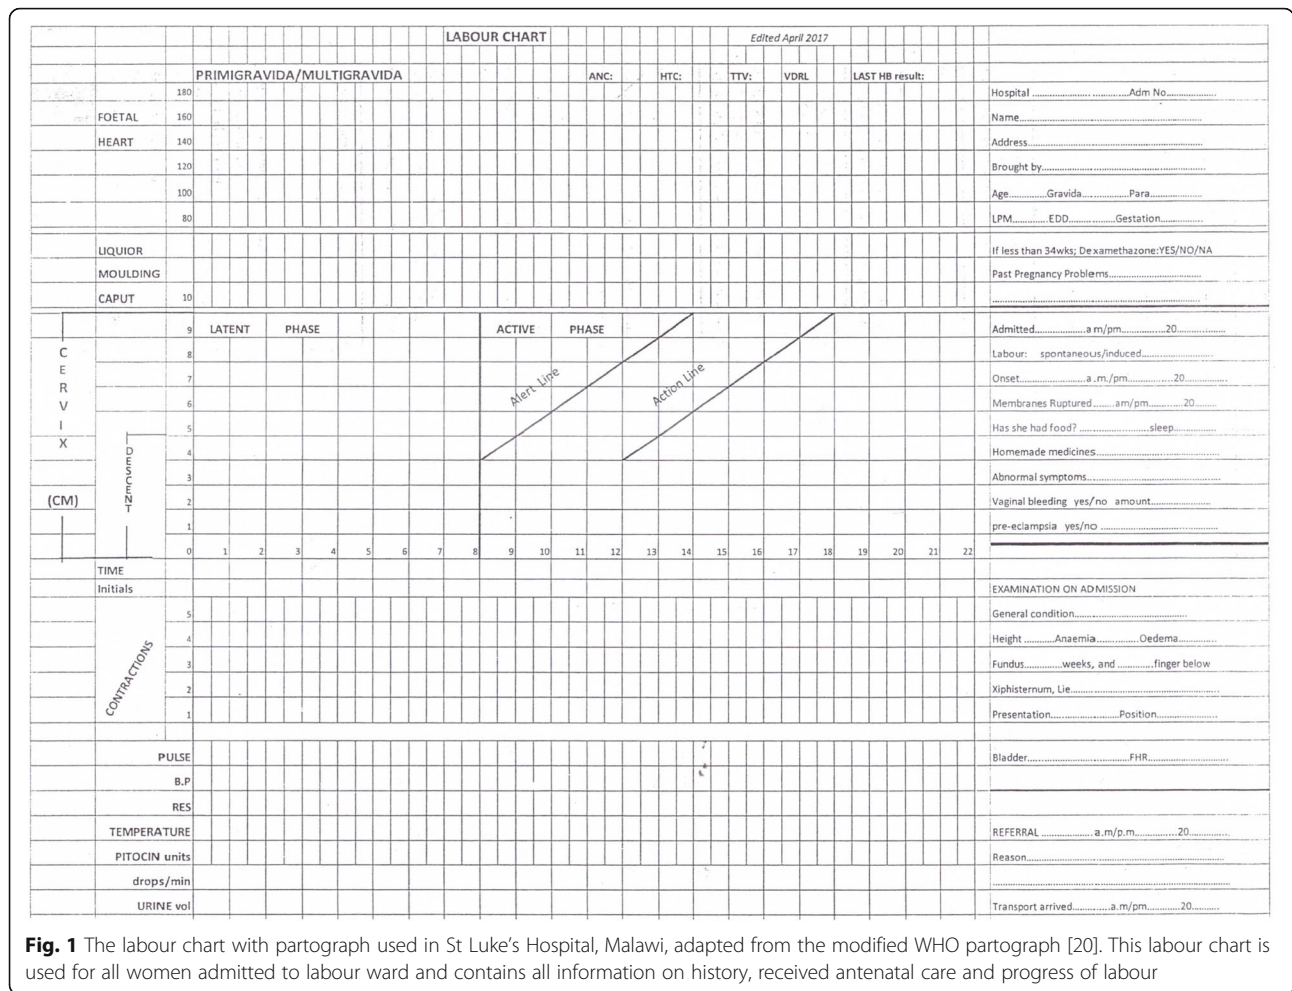 LABOUR CHART Edited April 2017
PRIMIGRAVIDA/MULTIGRAVIDA ANC: HTC: TTV: VDRL LAST HB result:
180 Hospital ........................ ..............Adm No..................
FOETAL 160 Name..................................................................
HEART 140 Address...............................................................
120 Brought by............................................................
100 Age.............Gravida.................Para....................
80 LPM.............EDD.................Gestation...............
LIQUIOR If less than 34wks; Dexamethazone:YES/NO/NA
MOULDING Past Pregnancy Problems..................................
CAPUT 10 ............................................................................
9 LATENT PHASE ACTIVE PHASE Admitted...................am/pm...............20..................
CERVIX
(CM)
DESCENT
8 Labour: spontaneous/induced..........................
7 Alert Line Action Line Onset........................a.m./pm.................20................
6 Membranes Ruptured........am/pm.............20........
5 Has she had food? ..........................sleep...............
4 Homemade medicines.............................................
3 Abnormal symptoms.................................................
2 Vaginal bleeding yes/no amount......................
1 pre-eclampsia yes/no ...........................................
0 1 2 3 4 5 6 7 8 9 10 11 12 13 14 15 16 17 18 19 20 21 22
TIME
Initials EXAMINATION ON ADMISSION
CONTRACTIONS
5 General condition.........................................
4 Height ...........Anaemia...............Oedema..............
3 Fundus..............weeks, and .............finger below
2 Xiphisternum, Lie......................................................
1 Presentation.........................Position......................
PULSE Bladder.....................................FHR.............................
B.P
RES
TEMPERATURE REFERRAL ................... a.m/p.m...............20...............
PITOCIN units Reason.......................................................................
drops/min .......................................................................................
URINE vol Transport arrived..............a.m/pm............20..........
Fig. 1 The labour chart with partograph used in St Luke's Hospital, Malawi, adapted from the modified WHO partograph [20]. This labour chart is
used for all women admitted to labour ward and contains all information on history, received antenatal care and progress of labour